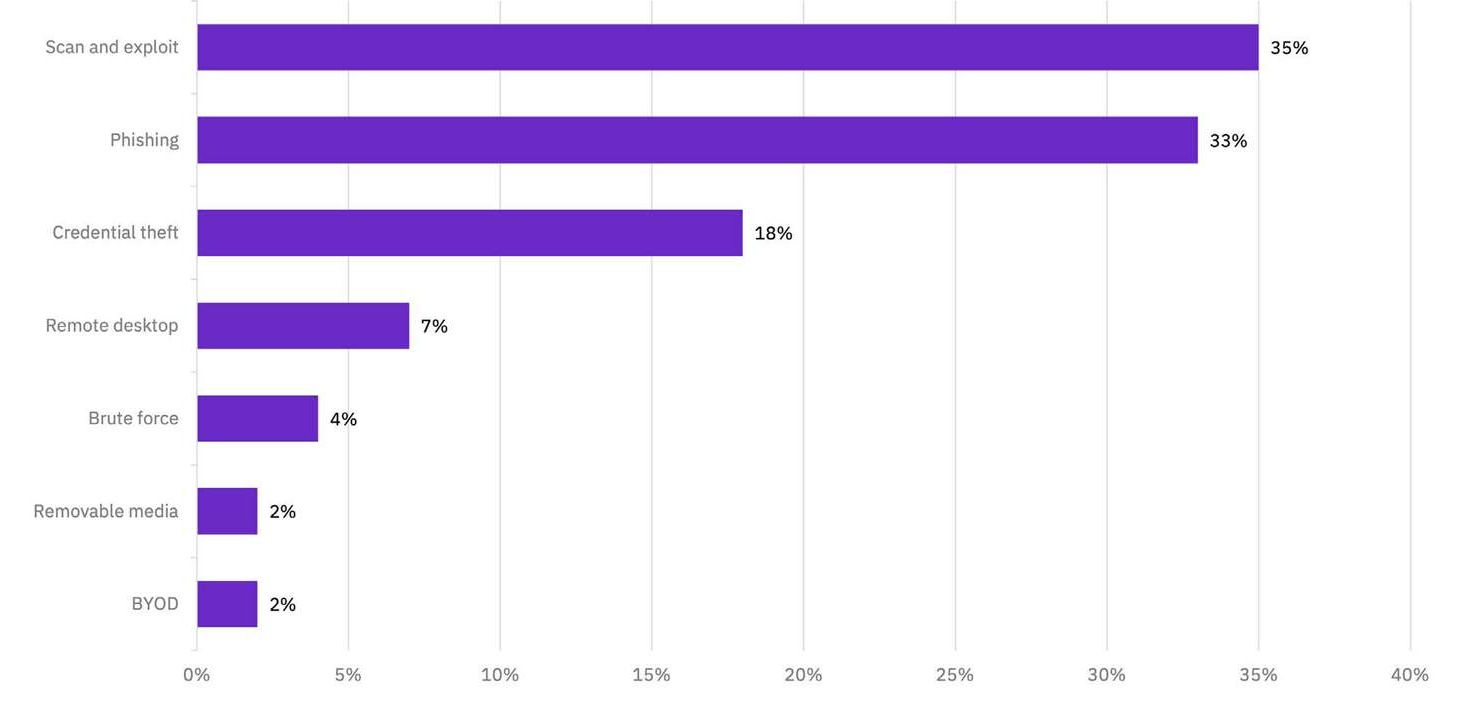 Scan and exploit 35%
Phishing 33%
Credential theft 18%
Remote desktop 7%
Brute force 4%
Removable media 2%
BYOD 2%
0% 5% 10% 15% 20% 25% 30% 35% 40%